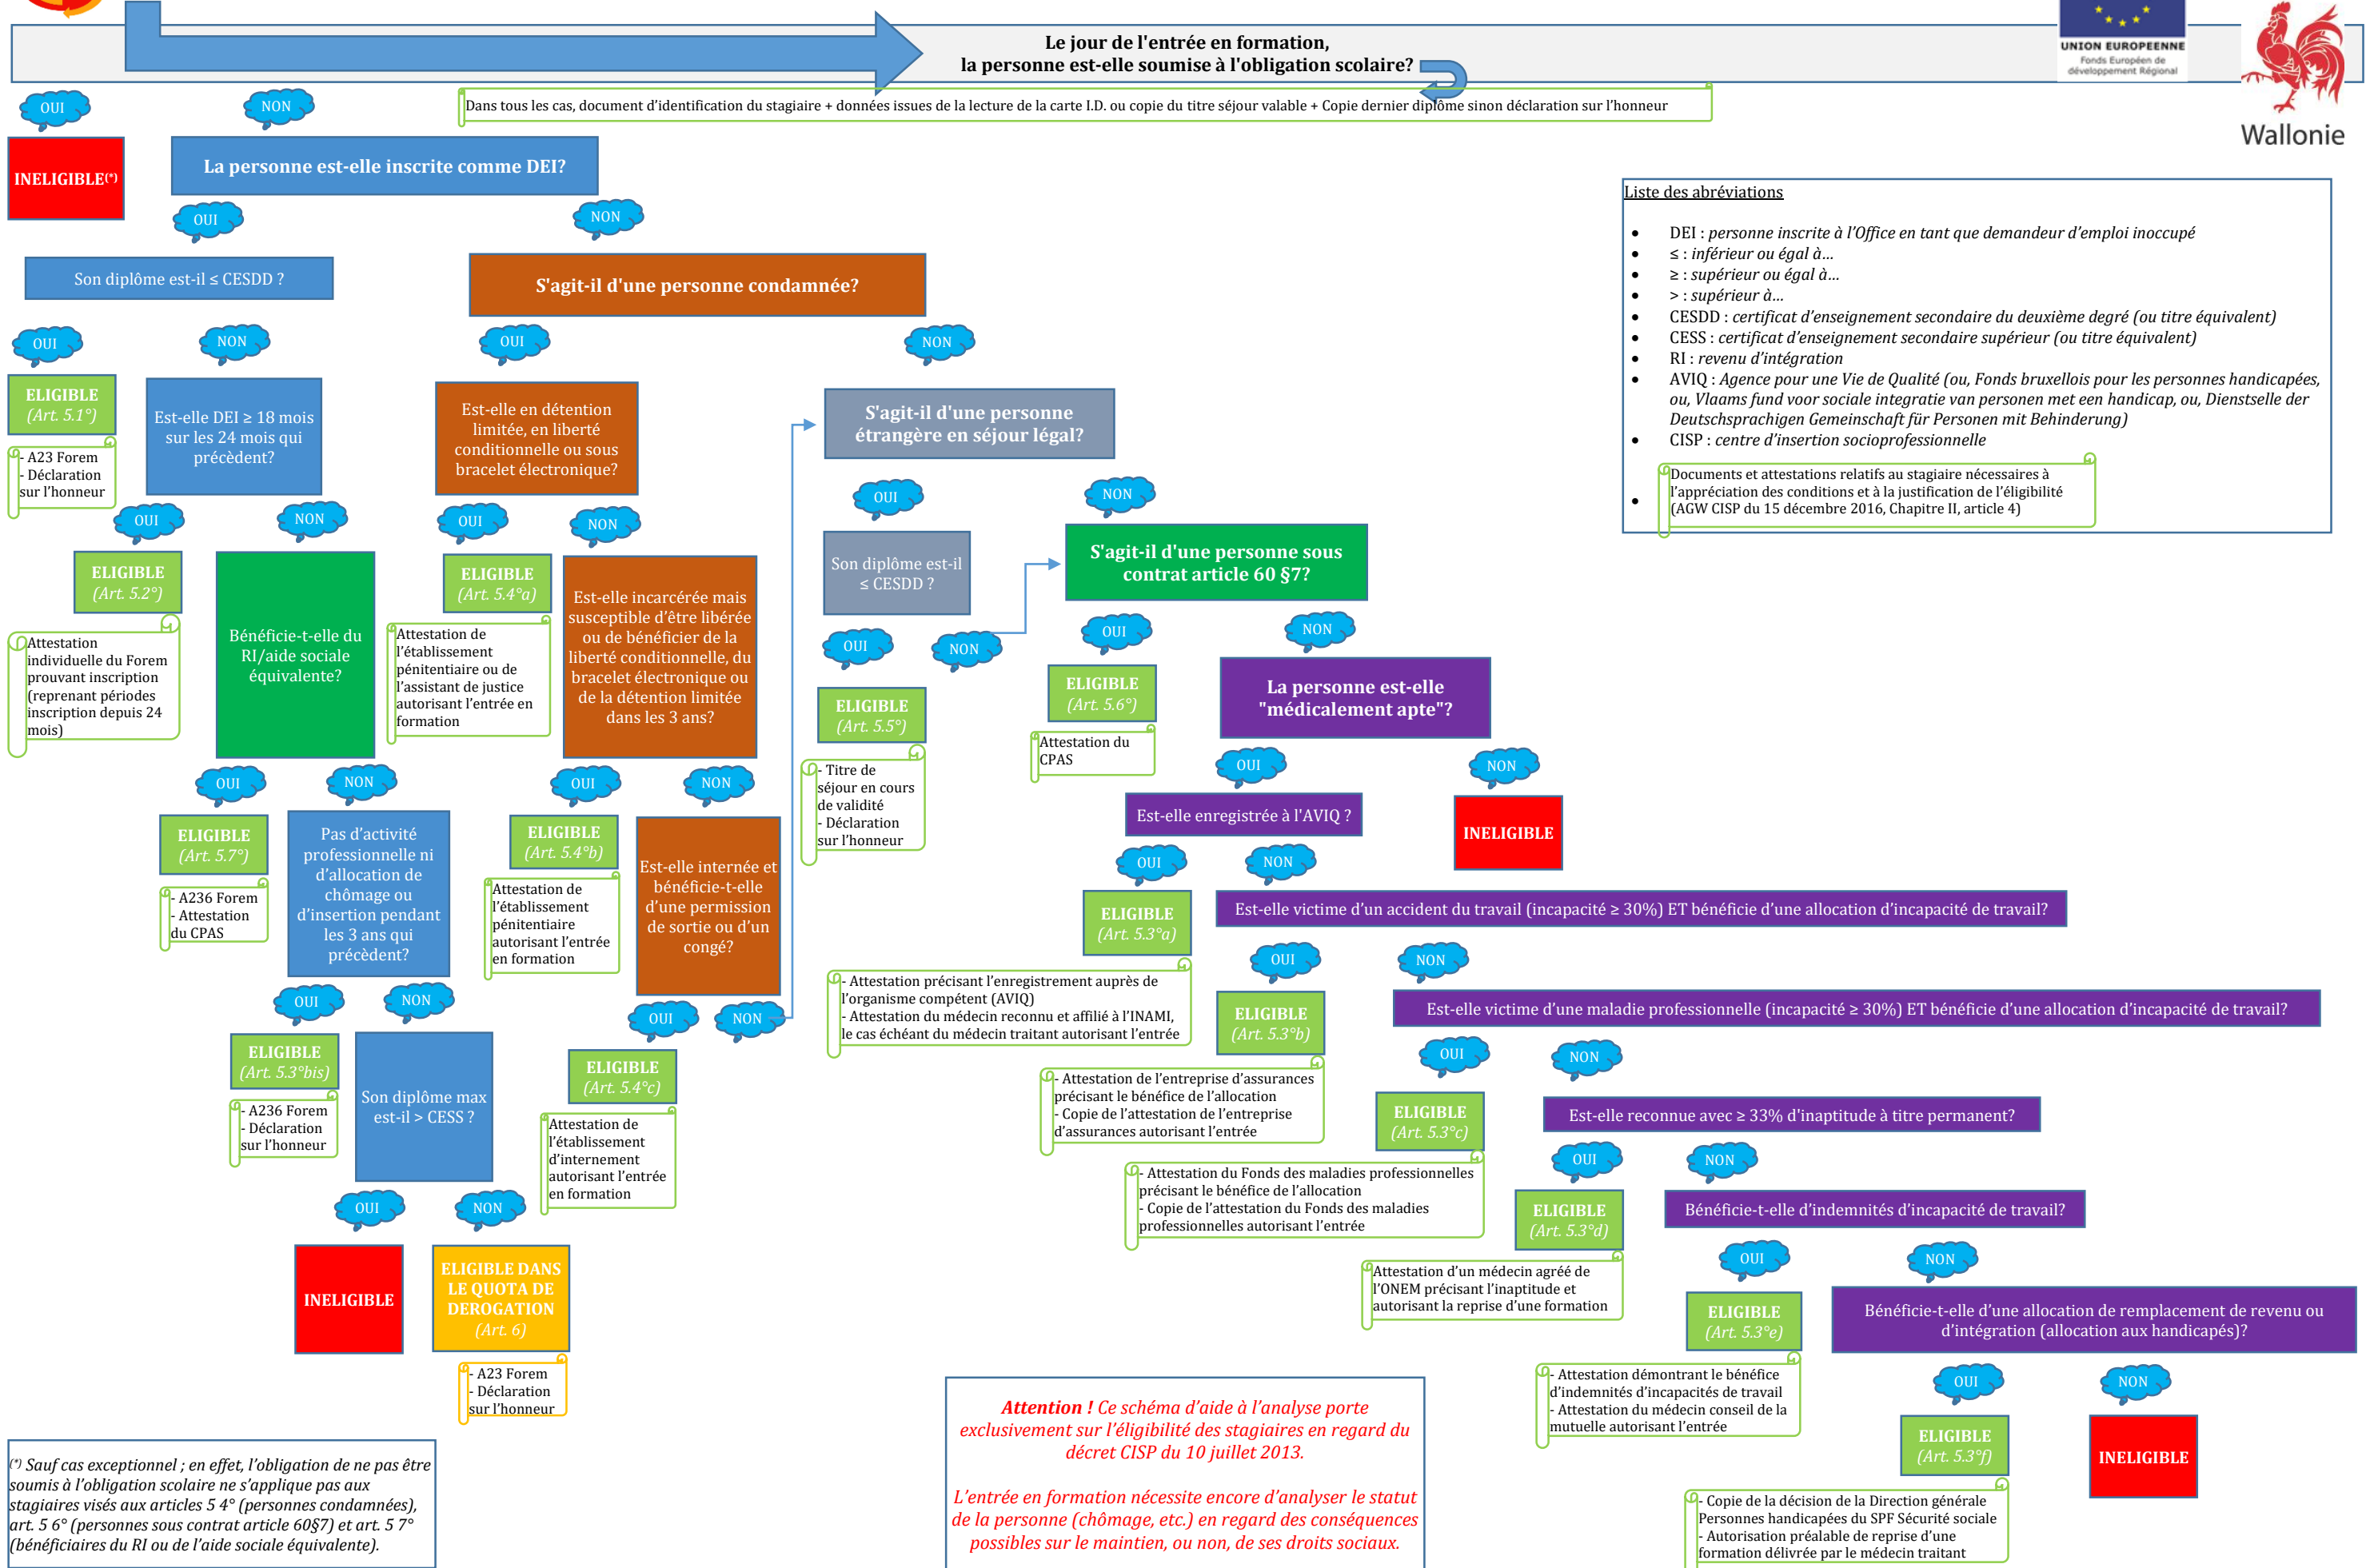 Le jour de l'entrée en formation,
la personne est-elle soumise à l'obligation scolaire?
UNION EUROPEENNE
Fonds Européen de
développement Régional
Wallonie
OUI
NON
Dans tous les cas, document d'identification du stagiaire + données issues de la lecture de la carte I.D. ou copie du titre séjour valable + Copie dernier diplôme sinon déclaration sur l'honneur
INELIGIBLE(*)
La personne est-elle inscrite comme DEI?
OUI
NON
Liste des abréviations
• DEI : personne inscrite à l'Office en tant que demandeur d'emploi inoccupé
• ≤ : inférieur ou égal à…
• ≥ : supérieur ou égal à…
• > : supérieur à…
• CESDD : certificat d'enseignement secondaire du deuxième degré (ou titre équivalent)
• CESS : certificat d'enseignement secondaire supérieur (ou titre équivalent)
• RI : revenu d'intégration
• AVIQ : Agence pour une Vie de Qualité (ou, Fonds bruxellois pour les personnes handicapées,
ou, Vlaams fund voor sociale integratie van personen met een handicap, ou, Dienstselle der
Deutschsprachigen Gemeinschaft für Personen mit Behinderung)
• CISP : centre d'insertion socioprofessionnelle
• Documents et attestations relatifs au stagiaire nécessaires à
l'appréciation des conditions et à la justification de l'éligibilité
(AGW CISP du 15 décembre 2016, Chapitre II, article 4)
Son diplôme est-il ≤ CESDD ?
OUI
NON
ELIGIBLE
(Art. 5.1°)
- A23 Forem
- Déclaration
sur l'honneur
Est-elle DEI ≥ 18 mois
sur les 24 mois qui
précèdent?
OUI
NON
ELIGIBLE
(Art. 5.2°)
Attestation
individuelle du Forem
prouvant inscription
(reprenant périodes
inscription depuis 24
mois)
Bénéficie-t-elle du
RI/aide sociale
équivalente?
OUI
NON
ELIGIBLE
(Art. 5.7°)
- A236 Forem
- Attestation
du CPAS
Pas d'activité
professionnelle ni
d'allocation de
chômage ou
d'insertion pendant
les 3 ans qui
précèdent?
OUI
NON
ELIGIBLE
(Art. 5.3°bis)
- A236 Forem
- Déclaration
sur l'honneur
Son diplôme max
est-il > CESS ?
OUI
NON
INELIGIBLE
ELIGIBLE DANS
LE QUOTA DE
DEROGATION
(Art. 6)
- A23 Forem
- Déclaration
sur l'honneur
S'agit-il d'une personne condamnée?
OUI
NON
Est-elle en détention
limitée, en liberté
conditionnelle ou sous
bracelet électronique?
OUI
NON
ELIGIBLE
(Art. 5.4°a)
Attestation de
l'établissement
pénitentiaire ou de
l'assistant de justice
autorisant l'entrée en
formation
Est-elle incarcérée mais
susceptible d'être libérée
ou de bénéficier de la
liberté conditionnelle, du
bracelet électronique ou
de la détention limitée
dans les 3 ans?
OUI
NON
ELIGIBLE
(Art. 5.4°b)
Attestation de
l'établissement
pénitentiaire
autorisant l'entrée
en formation
Est-elle internée et
bénéficie-t-elle
d'une permission
de sortie ou d'un
congé?
OUI
NON
ELIGIBLE
(Art. 5.4°c)
Attestation de
l'établissement
d'internement
autorisant l'entrée
en formation
S'agit-il d'une personne
étrangère en séjour légal?
OUI
NON
Son diplôme est-il
≤ CESDD ?
OUI
NON
ELIGIBLE
(Art. 5.5°)
- Titre de
séjour en cours
de validité
- Déclaration
sur l'honneur
S'agit-il d'une personne sous
contrat article 60 §7?
OUI
NON
ELIGIBLE
(Art. 5.6°)
Attestation du
CPAS
La personne est-elle
"médicalement apte"?
OUI
NON
INELIGIBLE
Est-elle enregistrée à l'AVIQ ?
OUI
NON
ELIGIBLE
(Art. 5.3°a)
- Attestation précisant l'enregistrement auprès de
l'organisme compétent (AVIQ)
- Attestation du médecin reconnu et affilié à l'INAMI,
le cas échéant du médecin traitant autorisant l'entrée
Est-elle victime d'un accident du travail (incapacité ≥ 30%) ET bénéficie d'une allocation d'incapacité de travail?
OUI
NON
ELIGIBLE
(Art. 5.3°b)
- Attestation de l'entreprise d'assurances
précisant le bénéfice de l'allocation
- Copie de l'attestation de l'entreprise
d'assurances autorisant l'entrée
Est-elle victime d'une maladie professionnelle (incapacité ≥ 30%) ET bénéficie d'une allocation d'incapacité de travail?
OUI
NON
ELIGIBLE
(Art. 5.3°c)
- Attestation du Fonds des maladies professionnelles
précisant le bénéfice de l'allocation
- Copie de l'attestation du Fonds des maladies
professionnelles autorisant l'entrée
Est-elle reconnue avec ≥ 33% d'inaptitude à titre permanent?
OUI
NON
ELIGIBLE
(Art. 5.3°d)
Attestation d'un médecin agréé de
l'ONEM précisant l'inaptitude et
autorisant la reprise d'une formation
Bénéficie-t-elle d'indemnités d'incapacité de travail?
OUI
NON
ELIGIBLE
(Art. 5.3°e)
- Attestation démontrant le bénéfice
d'indemnités d'incapacités de travail
- Attestation du médecin conseil de la
mutuelle autorisant l'entrée
Bénéficie-t-elle d'une allocation de remplacement de revenu ou
d'intégration (allocation aux handicapés)?
OUI
NON
ELIGIBLE
(Art. 5.3°f)
INELIGIBLE
- Copie de la décision de la Direction générale
Personnes handicapées du SPF Sécurité sociale
- Autorisation préalable de reprise d'une
formation délivrée par le médecin traitant
(*) Sauf cas exceptionnel ; en effet, l'obligation de ne pas être
soumis à l'obligation scolaire ne s'applique pas aux
stagiaires visés aux articles 5 4° (personnes condamnées),
art. 5 6° (personnes sous contrat article 60§7) et art. 5 7°
(bénéficiaires du RI ou de l'aide sociale équivalente).
Attention ! Ce schéma d'aide à l'analyse porte
exclusivement sur l'éligibilité des stagiaires en regard du
décret CISP du 10 juillet 2013.
L'entrée en formation nécessite encore d'analyser le statut
de la personne (chômage, etc.) en regard des conséquences
possibles sur le maintien, ou non, de ses droits sociaux.